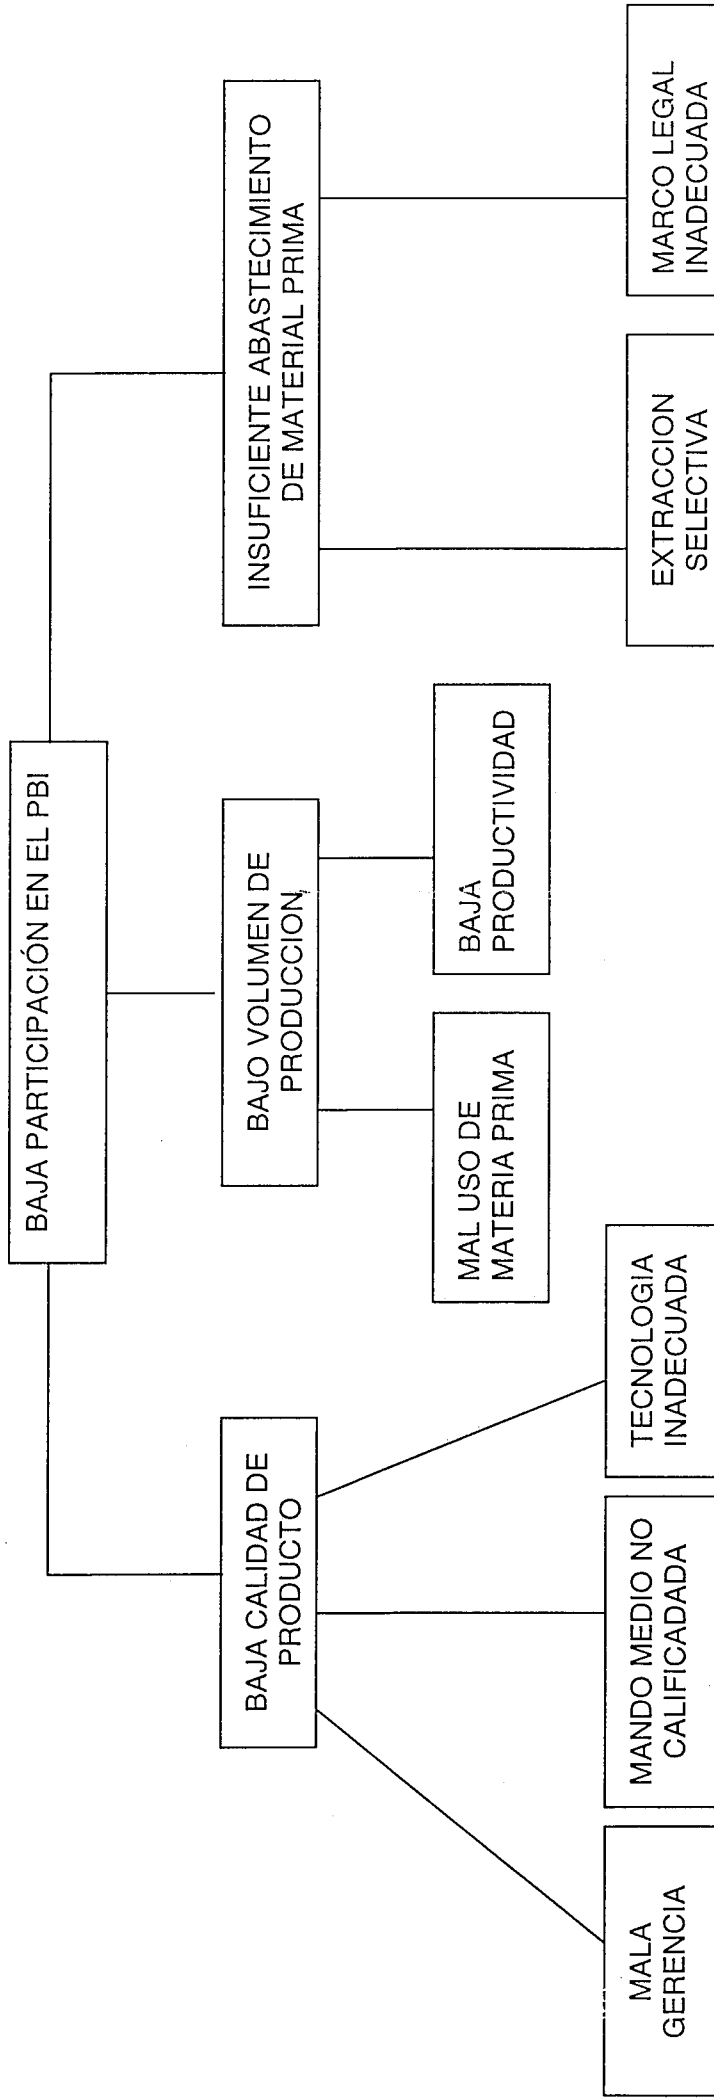 BAJA PARTICIPACIÓN EN EL PBI
BAJA CALIDAD DE
PRODUCTO
BAJO VOLUMEN DE
PRODUCCION
INSUFICIENTE ABASTECIMIENTO
DE MATERIAL PRIMA
MAL USO DE
MATERIA PRIMA
BAJA
PRODUCTIVIDAD
MALA
GERENCIA
MANDO MEDIO NO
CALIFICADADA
TECNOLOGIA
INADECUADA
EXTRACCION
SELECTIVA
MARCO LEGAL
INADECUADA